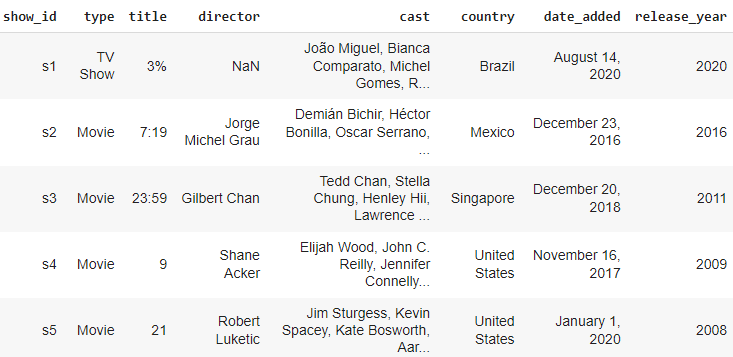 show_id type title director cast country date_added release_year
s1 TV Show 3% NaN João Miguel, Bianca Comparato, Michel Gomes, R... Brazil August 14, 2020 2020
s2 Movie 7:19 Jorge Michel Grau Demián Bichir, Héctor Bonilla, Oscar Serrano, ... Mexico December 23, 2016 2016
s3 Movie 23:59 Gilbert Chan Tedd Chan, Stella Chung, Henley Hii, Lawrence ... Singapore December 20, 2018 2011
s4 Movie 9 Shane Acker Elijah Wood, John C. Reilly, Jennifer Connelly... United States November 16, 2017 2009
s5 Movie 21 Robert Luketic Jim Sturgess, Kevin Spacey, Kate Bosworth, Aar... United States January 1, 2020 2008